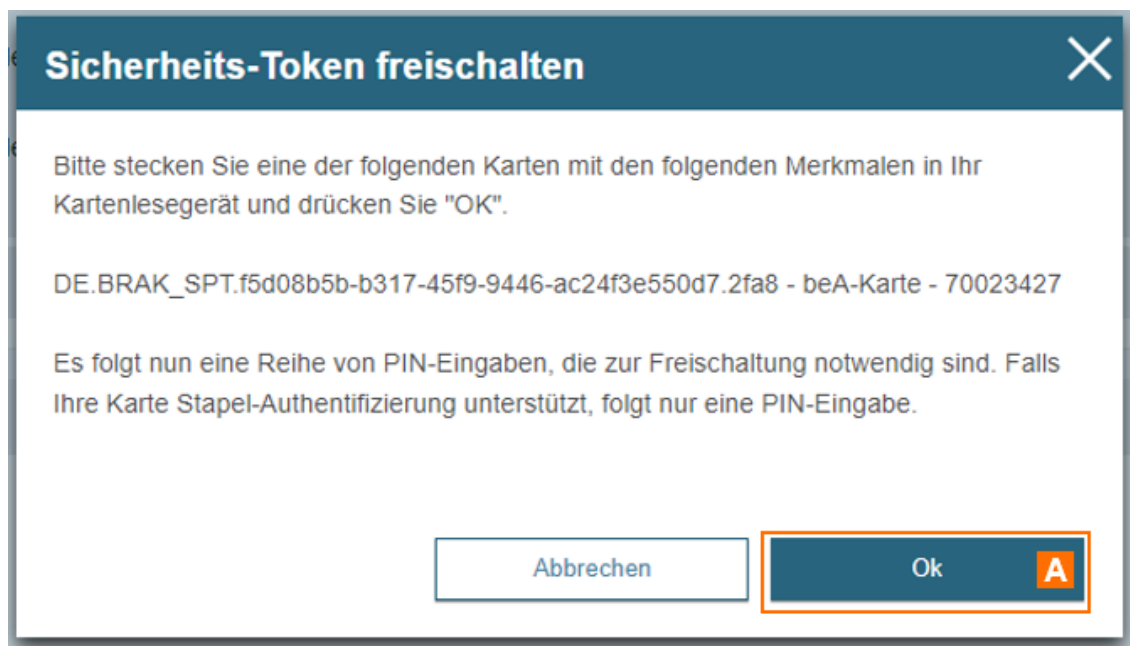 Sicherheits-Token freischalten
Bitte stecken Sie eine der folgenden Karten mit den folgenden Merkmalen in Ihr
Kartenlesegerät und drücken Sie "OK".
DE.BRAK_SPT.f5d08b5b-b317-45f9-9446-ac24f3e550d7.2fa8 - beA-Karte - 70023427
Es folgt nun eine Reihe von PIN-Eingaben, die zur Freischaltung notwendig sind. Falls
Ihre Karte Stapel-Authentifizierung unterstützt, folgt nur eine PIN-Eingabe.
Abbrechen
Ok A